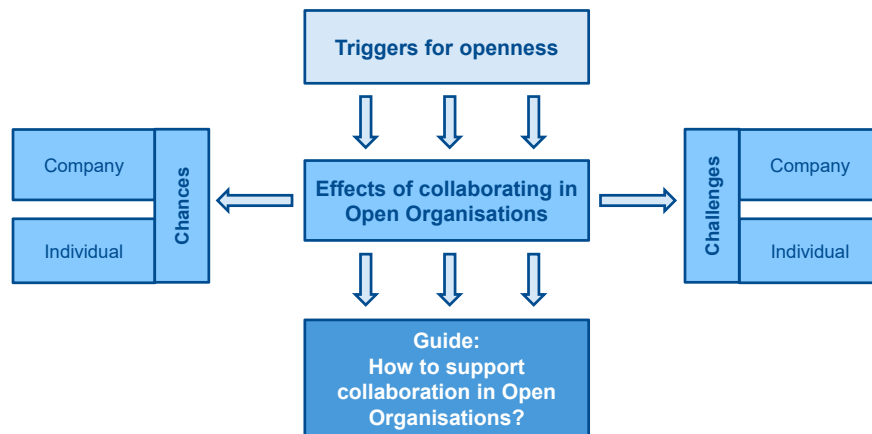 Triggers for openness
Company
Individual
Chances
Effects of collaborating in
Open Organisations
Challenges
Company
Individual
Guide:
How to support
collaboration in Open
Organisations?